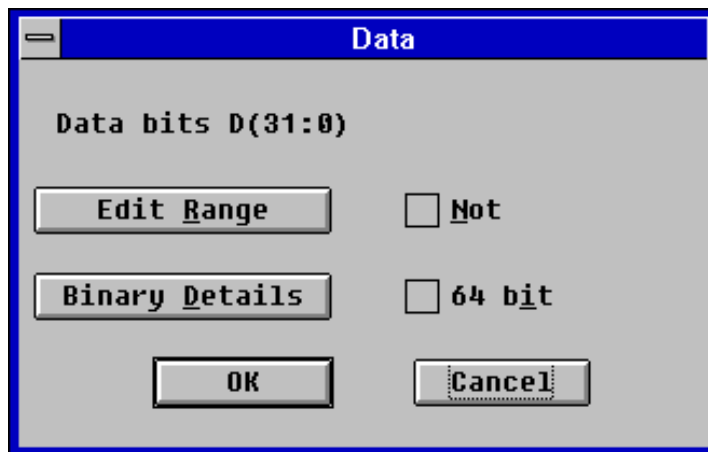 Data
Data bits D(31:0)
Edit Range
Not
Binary Details
64 bit
OK
Cancel